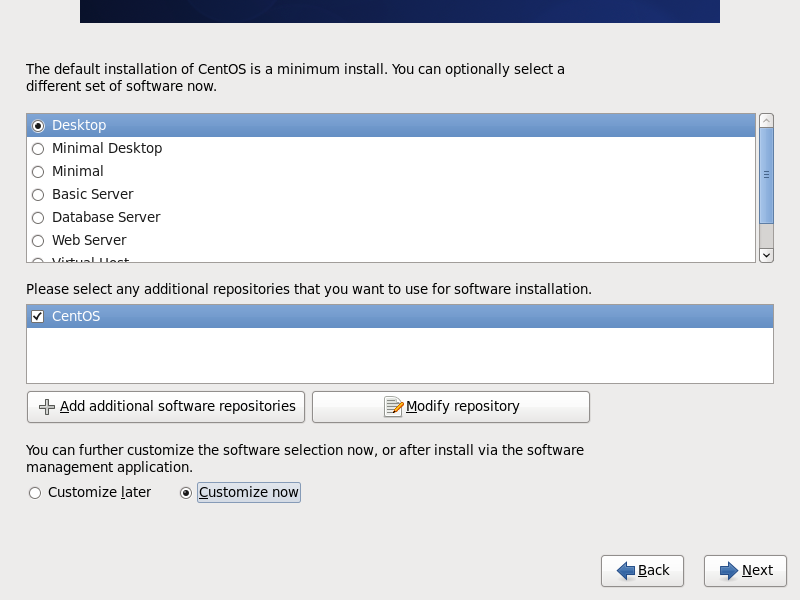 The default installation of CentOS is a minimum install. You can optionally select a
different set of software now.
Desktop
Minimal Desktop
Minimal
Basic Server
Database Server
Web Server
Virtual Host
Please select any additional repositories that you want to use for software installation.
CentOS
Add additional software repositories
Modify repository
You can further customize the software selection now, or after install via the software
management application.
Customize later
Customize now
Back
Next